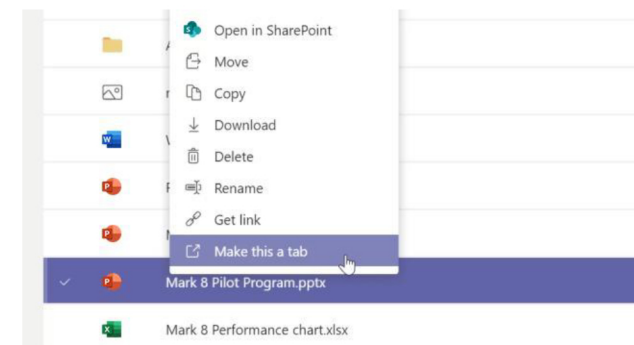 Open in SharePoint
Move
Copy
Download
Delete
Rename
Get link
Make this a tab
Mark 8 Pilot Program.pptx
Mark 8 Performance chart.xlsx